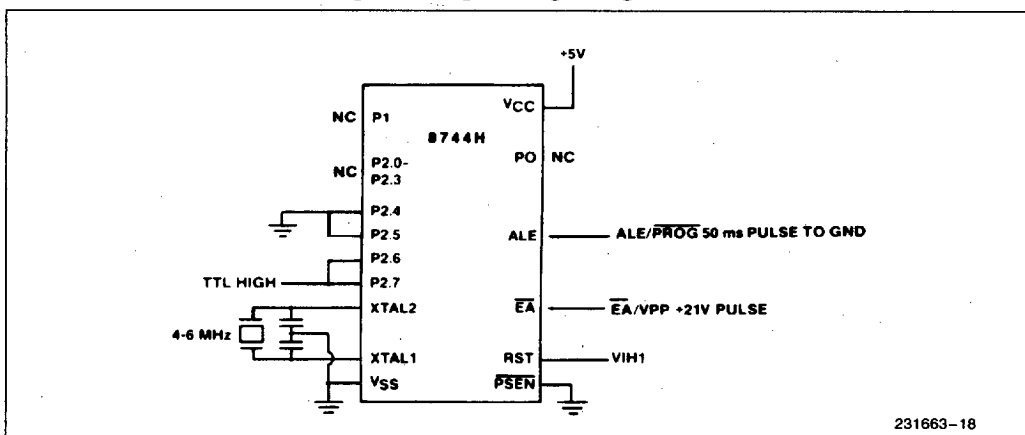 +5V
VCC
NC P1
8744H
PO NC
NC P2.0-
P2.3
P2.4
P2.5
ALE ALE/PROG 50 ms PULSE TO GND
P2.6
TTL HIGH P2.7
XTAL2
EA EA/VPP +21V PULSE
4-6 MHz
XTAL1
RST VIH1
VSS
PSEN
231663-18